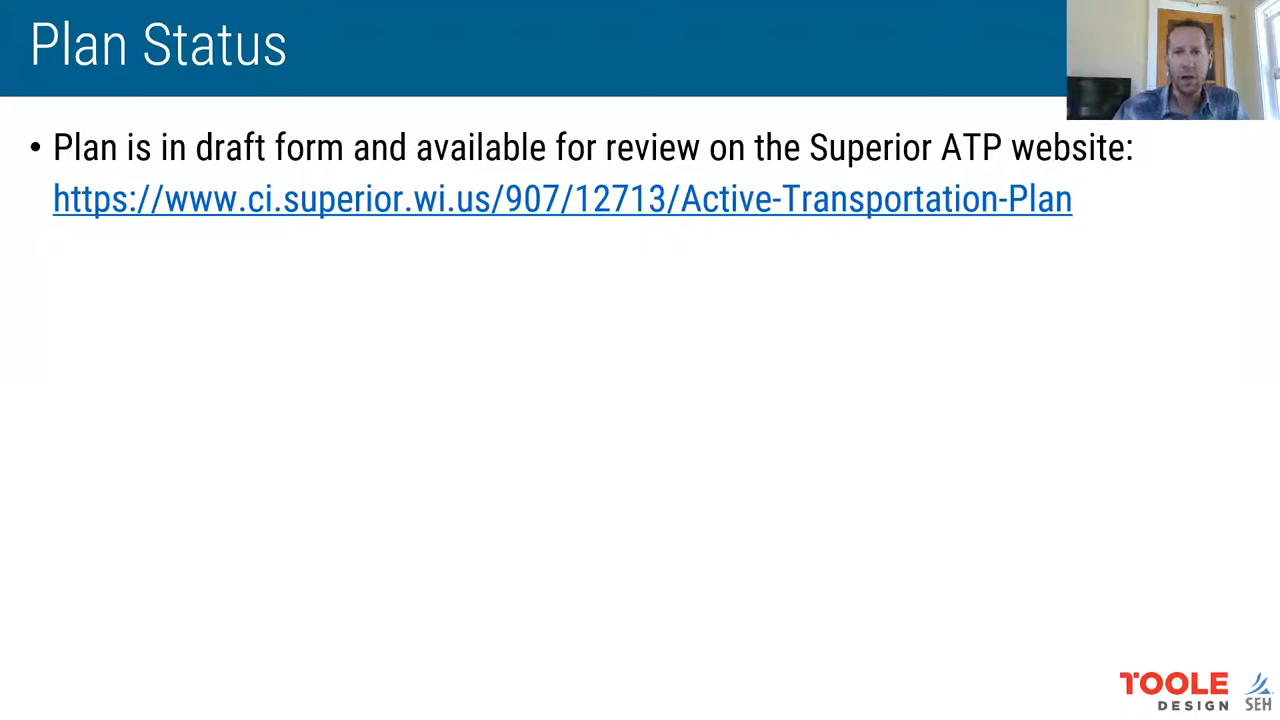 Plan Status
• Plan is in draft form and available for review on the Superior ATP website:
https://www.ci.superior.wi.us/907/12713/Active-Transportation-Plan
TOOLE
DESIGN
SEH